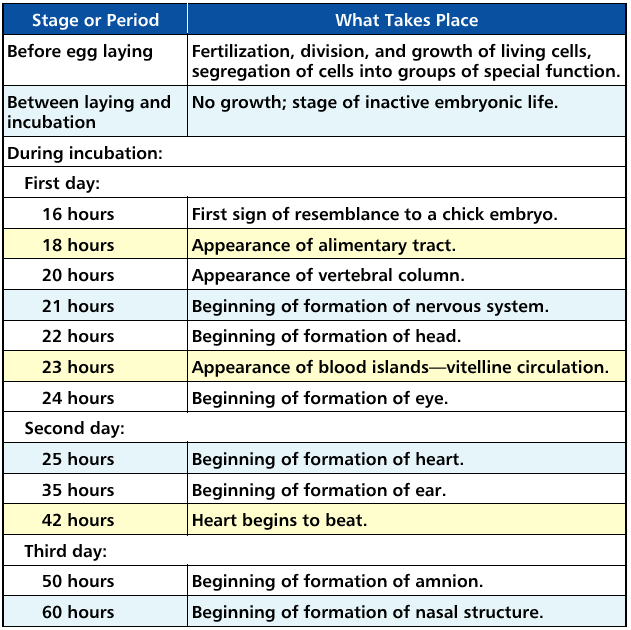 Stage or Period What Takes Place
Before egg laying Fertilization, division, and growth of living cells,
segregation of cells into groups of special function.
Between laying and No growth; stage of inactive embryonic life.
incubation
During incubation:
First day:
16 hours First sign of resemblance to a chick embryo.
18 hours Appearance of alimentary tract.
20 hours Appearance of vertebral column.
21 hours Beginning of formation of nervous system.
22 hours Beginning of formation of head.
23 hours Appearance of blood islands—vitelline circulation.
24 hours Beginning of formation of eye.
Second day:
25 hours Beginning of formation of heart.
35 hours Beginning of formation of ear.
42 hours Heart begins to beat.
Third day:
50 hours Beginning of formation of amnion.
60 hours Beginning of formation of nasal structure.